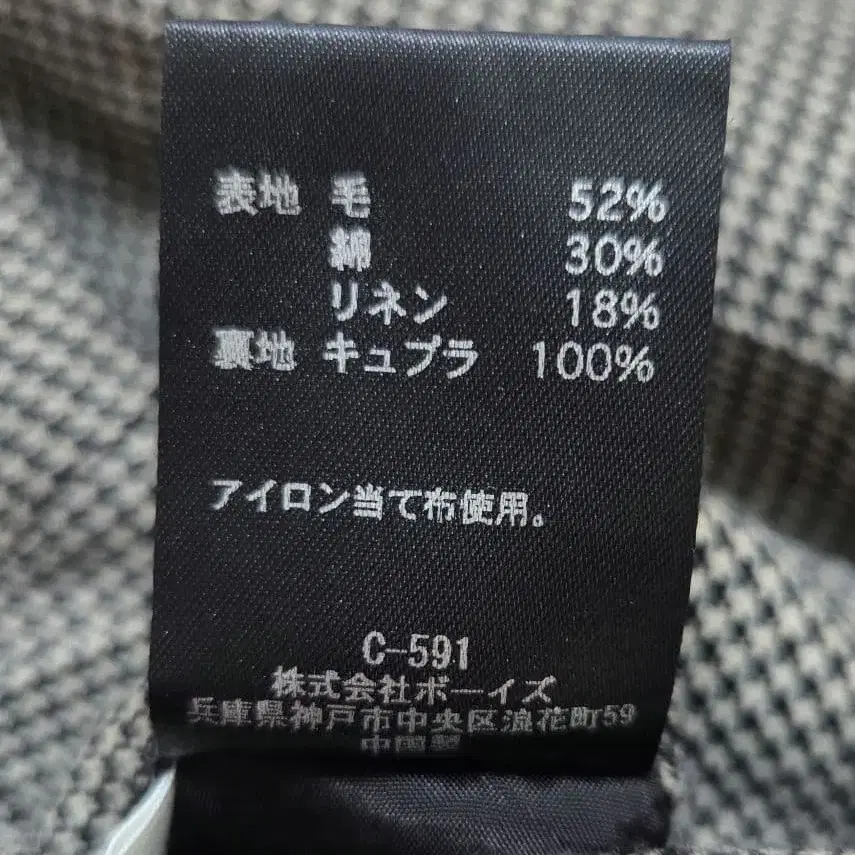 表地 毛 52%
綿 30%
リネン 18%
裏地 キュプラ 100%
アイロン当て布使用。
C-591
株式会社ボーイズ
兵庫県神戸市中央区浪花町59
中国製